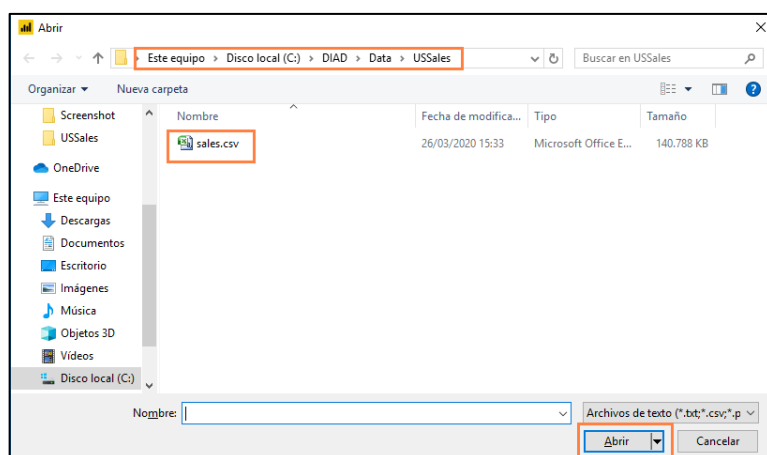 Abrir
Este equipo > Disco local (C:) > DIAD > Data > USSales
Buscar en USSales
Organizar
Nueva carpeta
Nombre
Fecha de modifica...
Tipo
Tamaño
sales.csv
26/03/2020 15:33
Microsoft Office E...
140.788 KB
Screenshot
USSales
OneDrive
Este equipo
Descargas
Documentos
Escritorio
Imágenes
Música
Objetos 3D
Vídeos
Disco local (C:)
Nombre:
Archivos de texto (*.txt;*.csv;*.p
Abrir
Cancelar